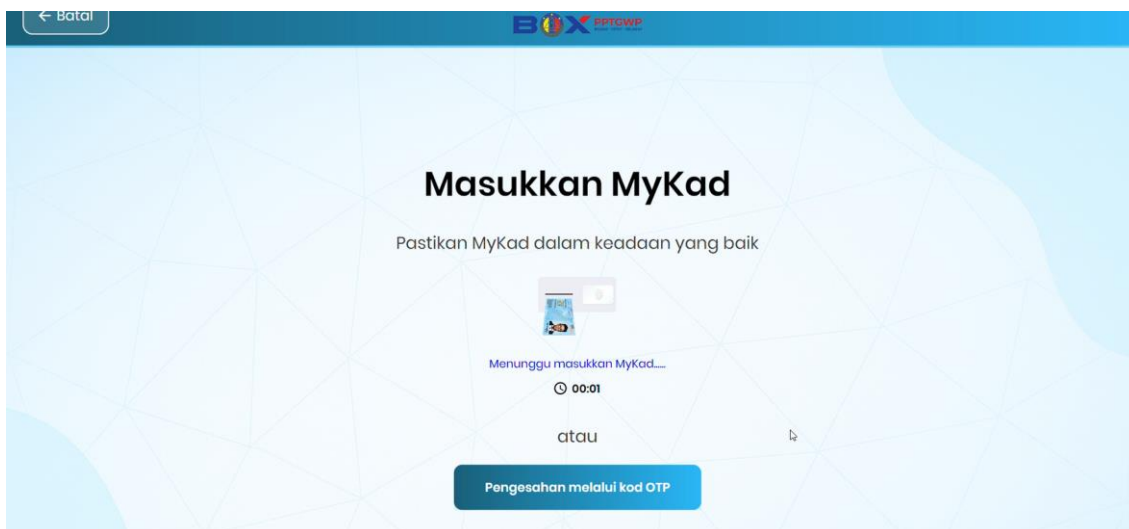 ← Batal
BOX PPTGWP
Masukkan MyKad
Pastikan MyKad dalam keadaan yang baik
Menunggu masukkan MyKad.....
00:01
atau
Pengesahan melalui kod OTP